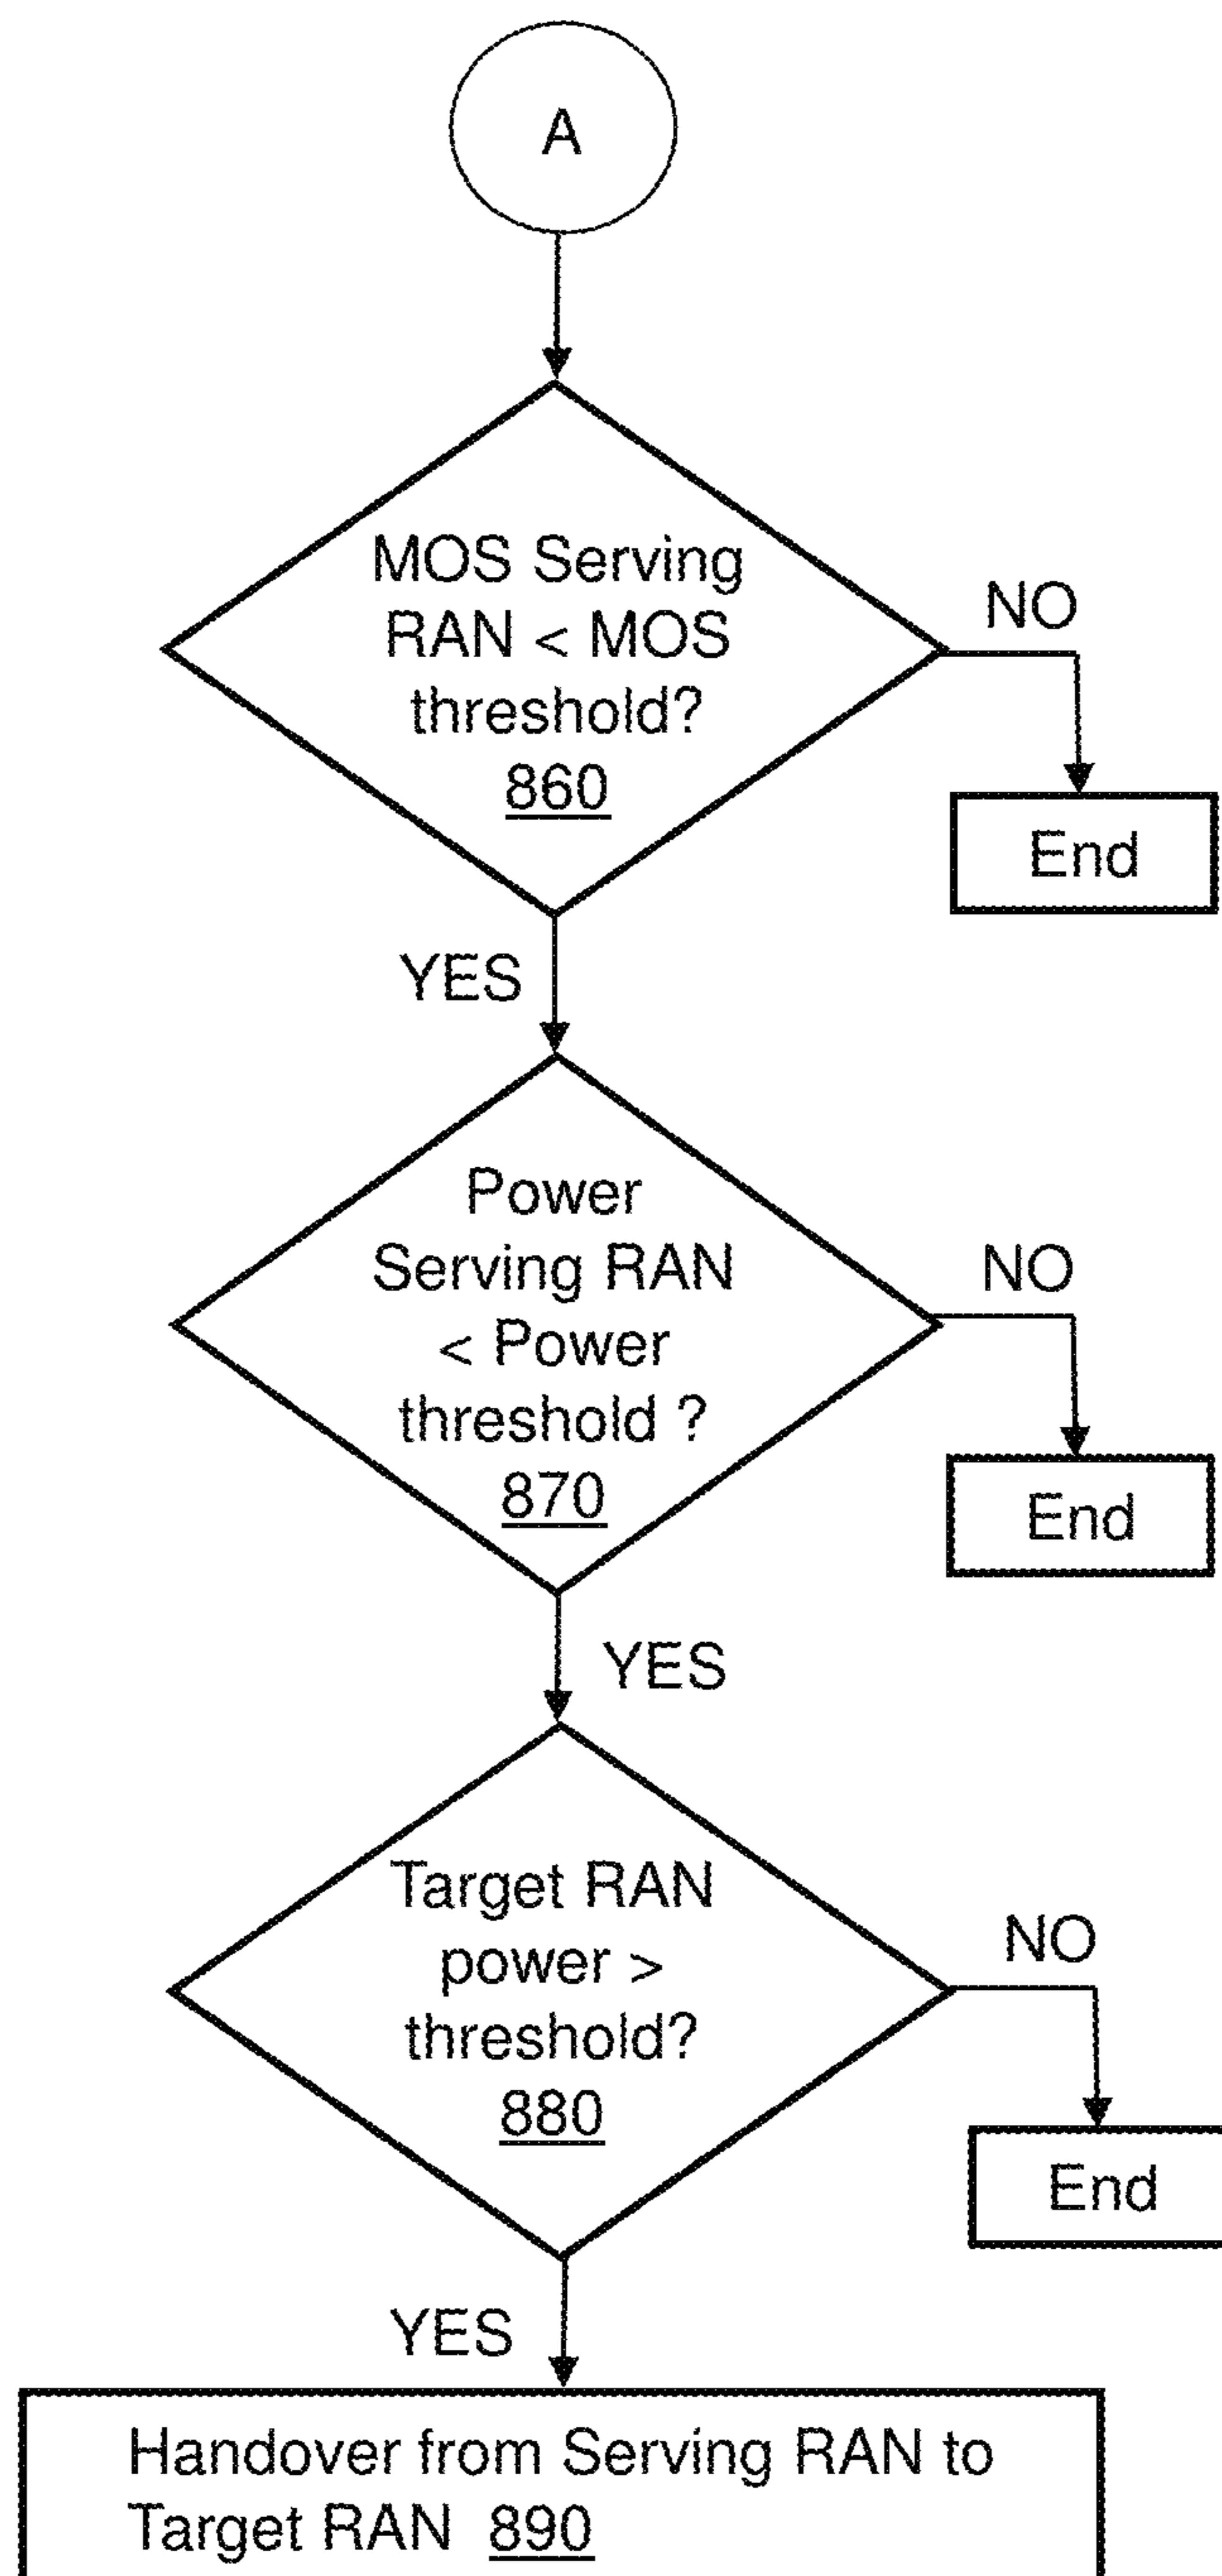 A
MOS Serving
RAN < MOS
threshold?
860
NO
End
YES
Power
Serving RAN
< Power
threshold ?
870
NO
End
YES
Target RAN
power >
threshold?
880
NO
End
YES
Handover from Serving RAN to
Target RAN 890